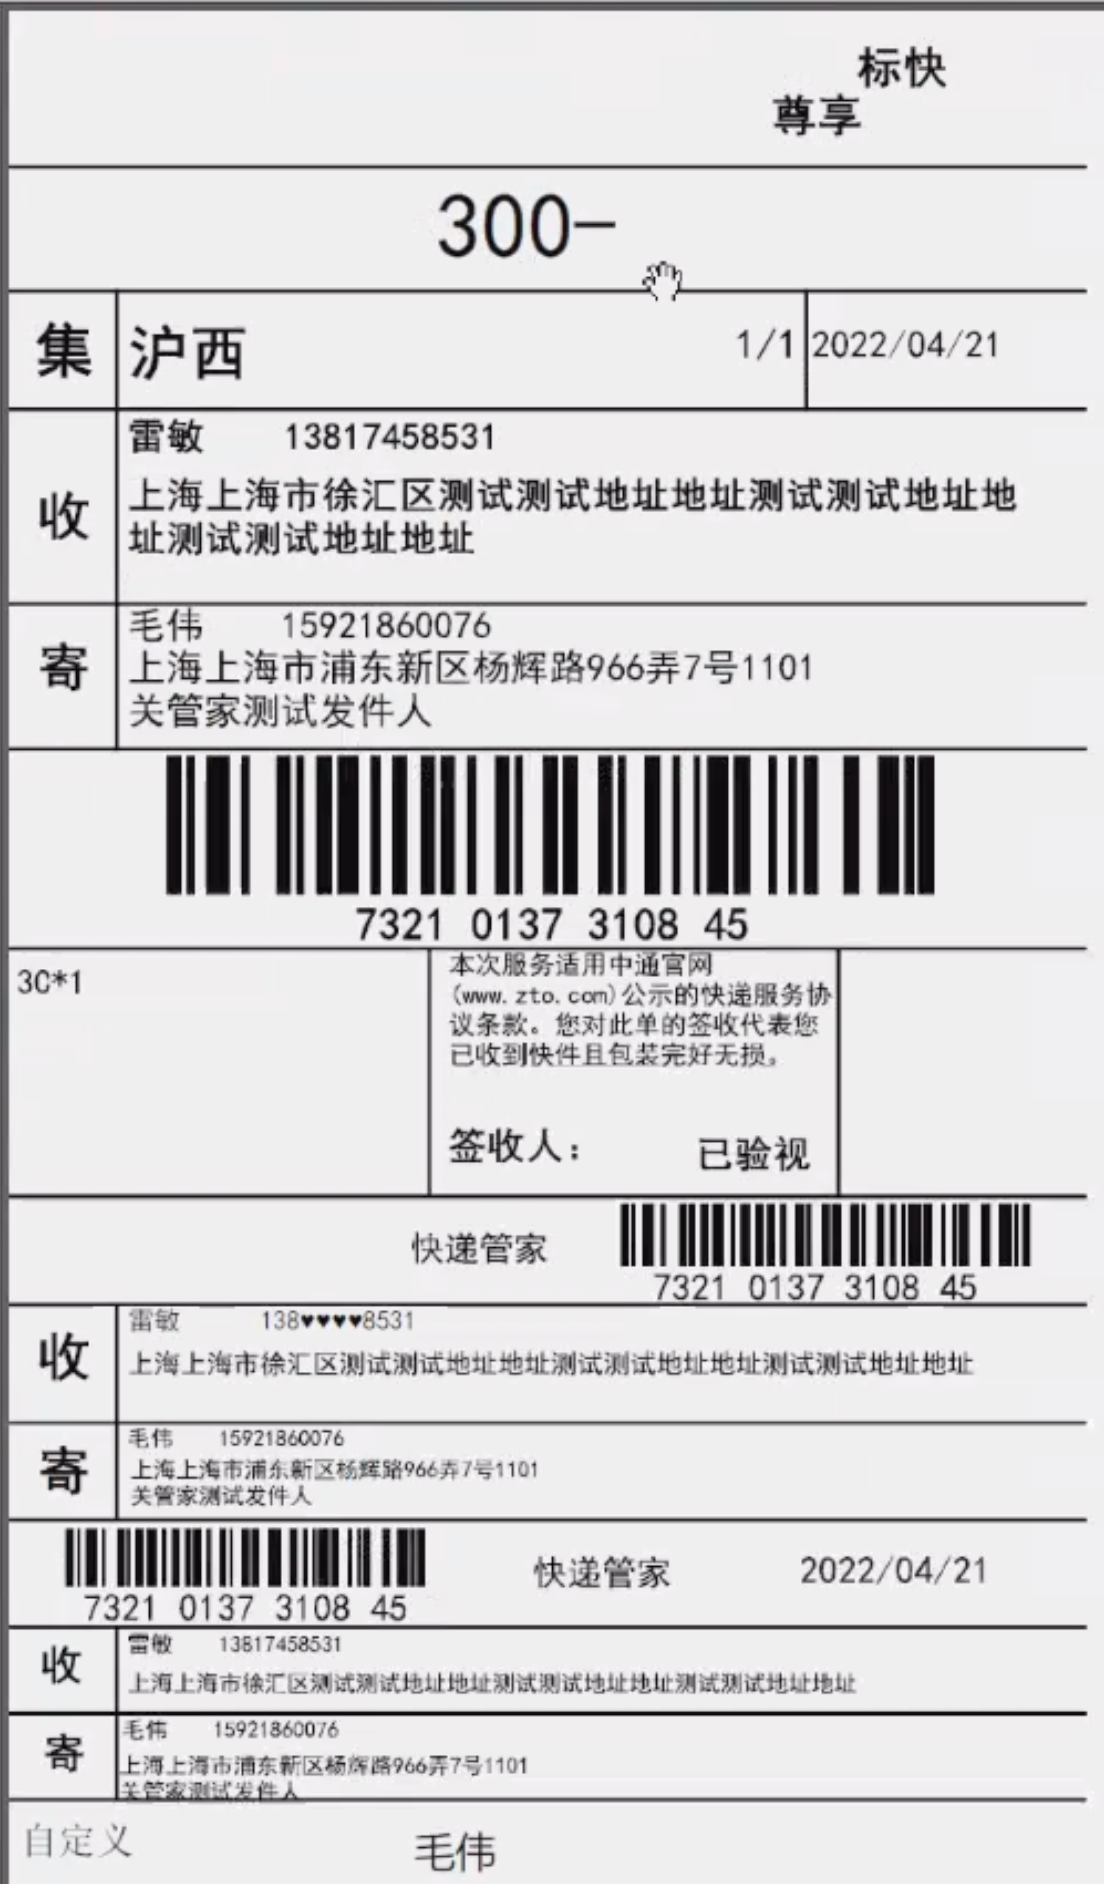 标快
尊享
300-
集 沪西 1/1 2022/04/21
雷敏 13817458531
收
上海上海市徐汇区测试测试地址地址测试测试地址地
址测试测试地址地址
毛伟 15921860076
寄
上海上海市浦东新区杨辉路966弄7号1101
关管家测试发件人
7321 0137 3108 45
3C*1
本次服务适用中通官网
(www.zto.com)公示的快递服务协
议条款。您对此单的签收代表您
已收到快件且包装完好无损。
签收人： 已验视
快递管家
7321 0137 3108 45
雷敏 138♥♥♥♥8531
收
上海上海市徐汇区测试测试地址地址测试测试地址地址测试测试地址地址
毛伟 15921860076
寄
上海上海市浦东新区杨辉路966弄7号1101
关管家测试发件人
快递管家 2022/04/21
7321 0137 3108 45
雷敏 13817458531
收
上海上海市徐汇区测试测试地址地址测试测试地址地址测试测试地址地址
毛伟 15921860076
寄
上海上海市浦东新区杨辉路966弄7号1101
关管家测试发件人
自定义 毛伟